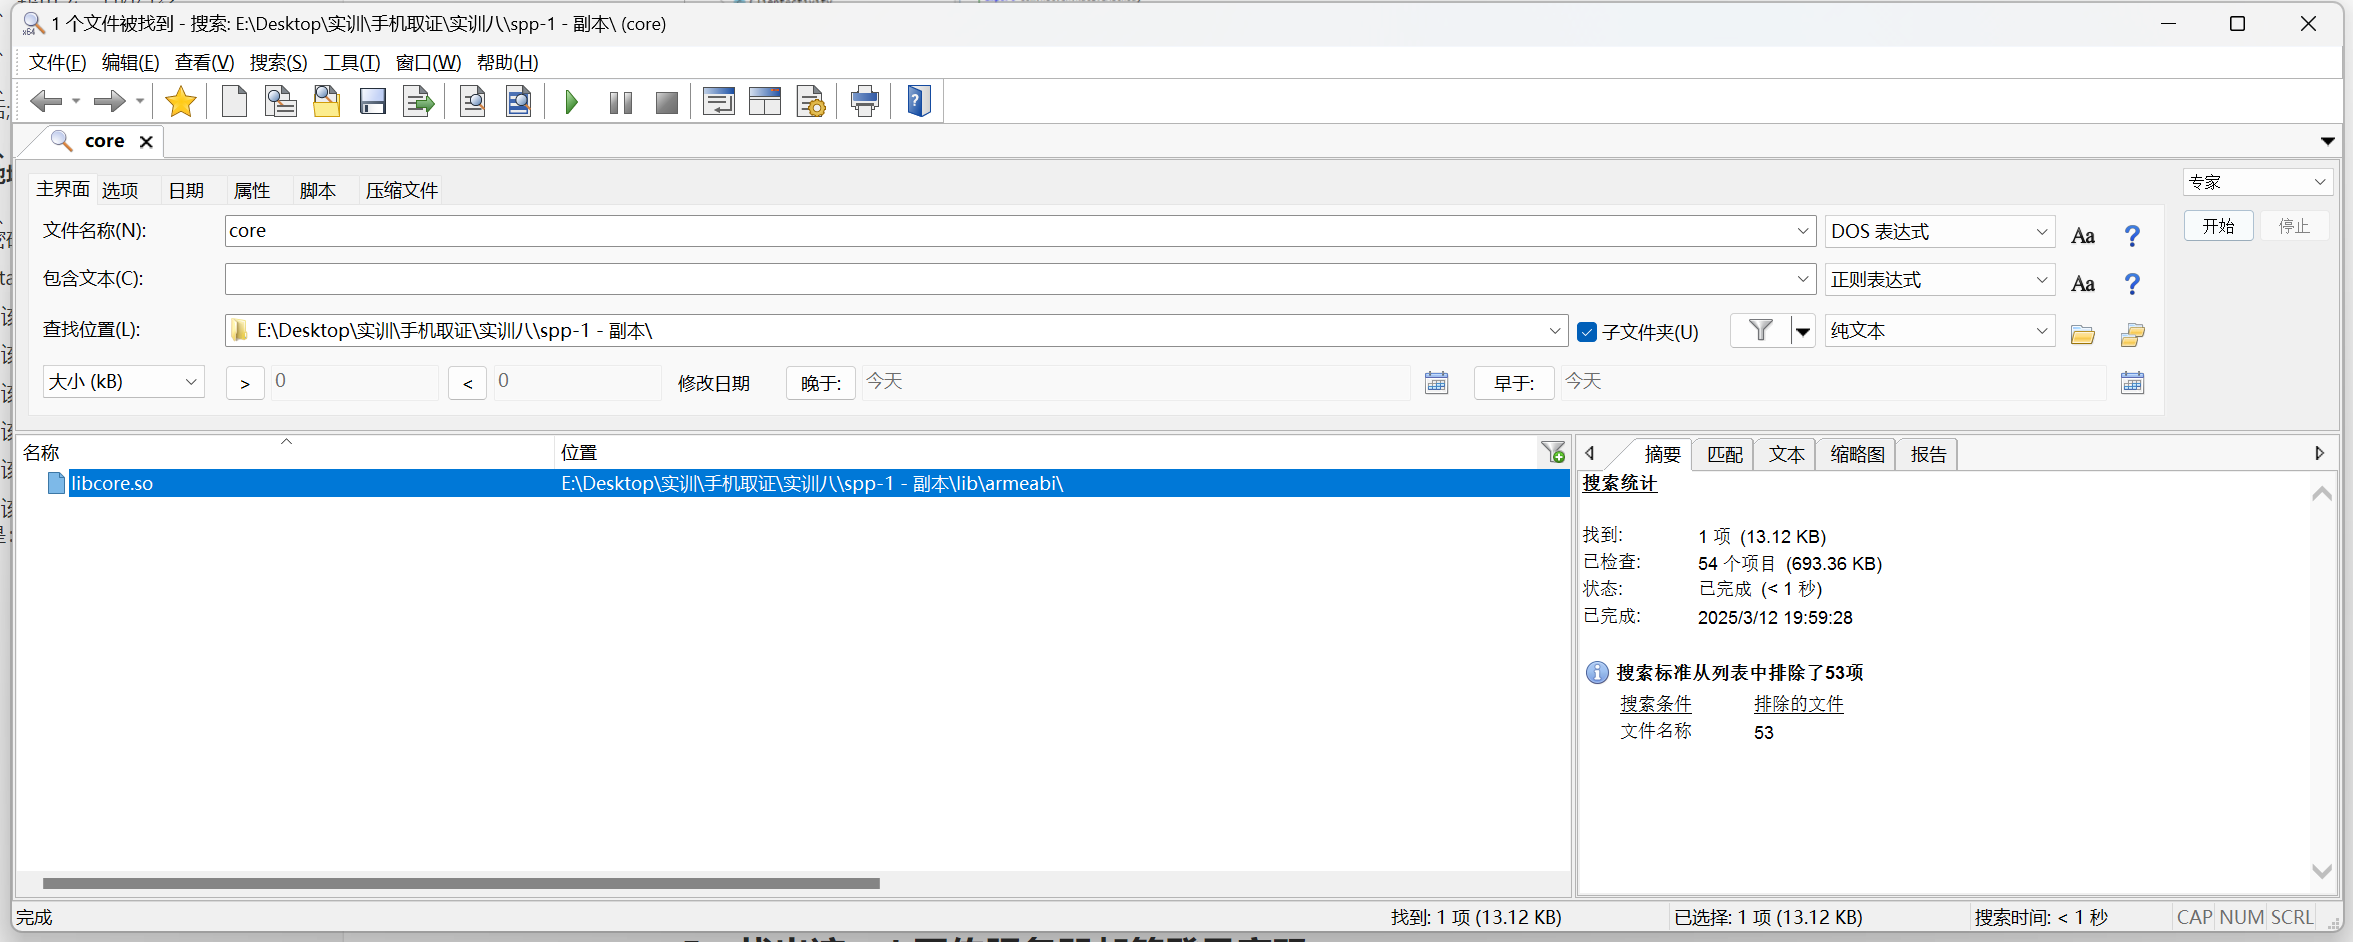 1 个文件被找到 - 搜索: E:\Desktop\实训\手机取证\实训八\spp-1 - 副本\ (core)
文件(F) 编辑(E) 查看(V) 搜索(S) 工具(T) 窗口(W) 帮助(H)
core
主界面 选项 日期 属性 脚本 压缩文件
专家
文件名称(N): core DOS 表达式 Aa ?
开始 停止
包含文本(C): 正则表达式 Aa ?
查找位置(L): E:\Desktop\实训\手机取证\实训八\spp-1 - 副本\ 子文件夹(U) 纯文本
大小 (kB) > 0 < 0 修改日期 晚于: 今天 早于: 今天
名称 位置
libcore.so E:\Desktop\实训\手机取证\实训八\spp-1 - 副本\lib\armeabi\
摘要 匹配 文本 缩略图 报告
搜索统计
找到: 1 项 (13.12 KB)
已检查: 54 个项目 (693.36 KB)
状态: 已完成 (< 1 秒)
已完成: 2025/3/12 19:59:28
搜索标准从列表中排除了53项
搜索条件 排除的文件
文件名称 53
完成 找到: 1 项 (13.12 KB) 已选择: 1 项 (13.12 KB) 搜索时间: < 1 秒 CAP NUM SCRL